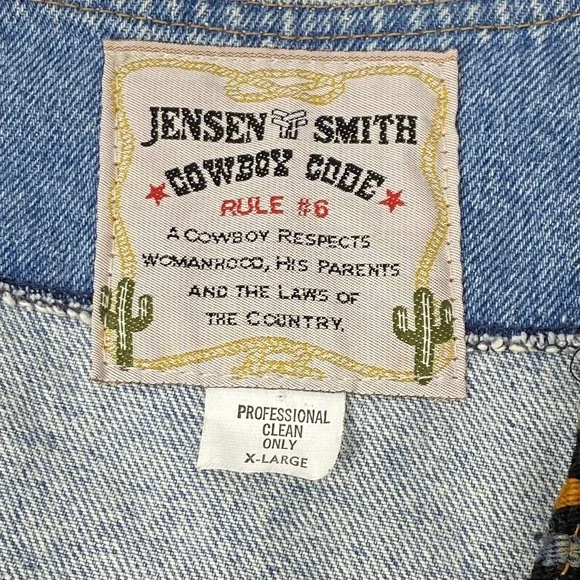 JENSEN SMITH
COWBOY CODE
RULE #6
A COWBOY RESPECTS
WOMANHOOD, HIS PARENTS
AND THE LAWS OF
THE COUNTRY.
PROFESSIONAL
CLEAN
ONLY
X-LARGE